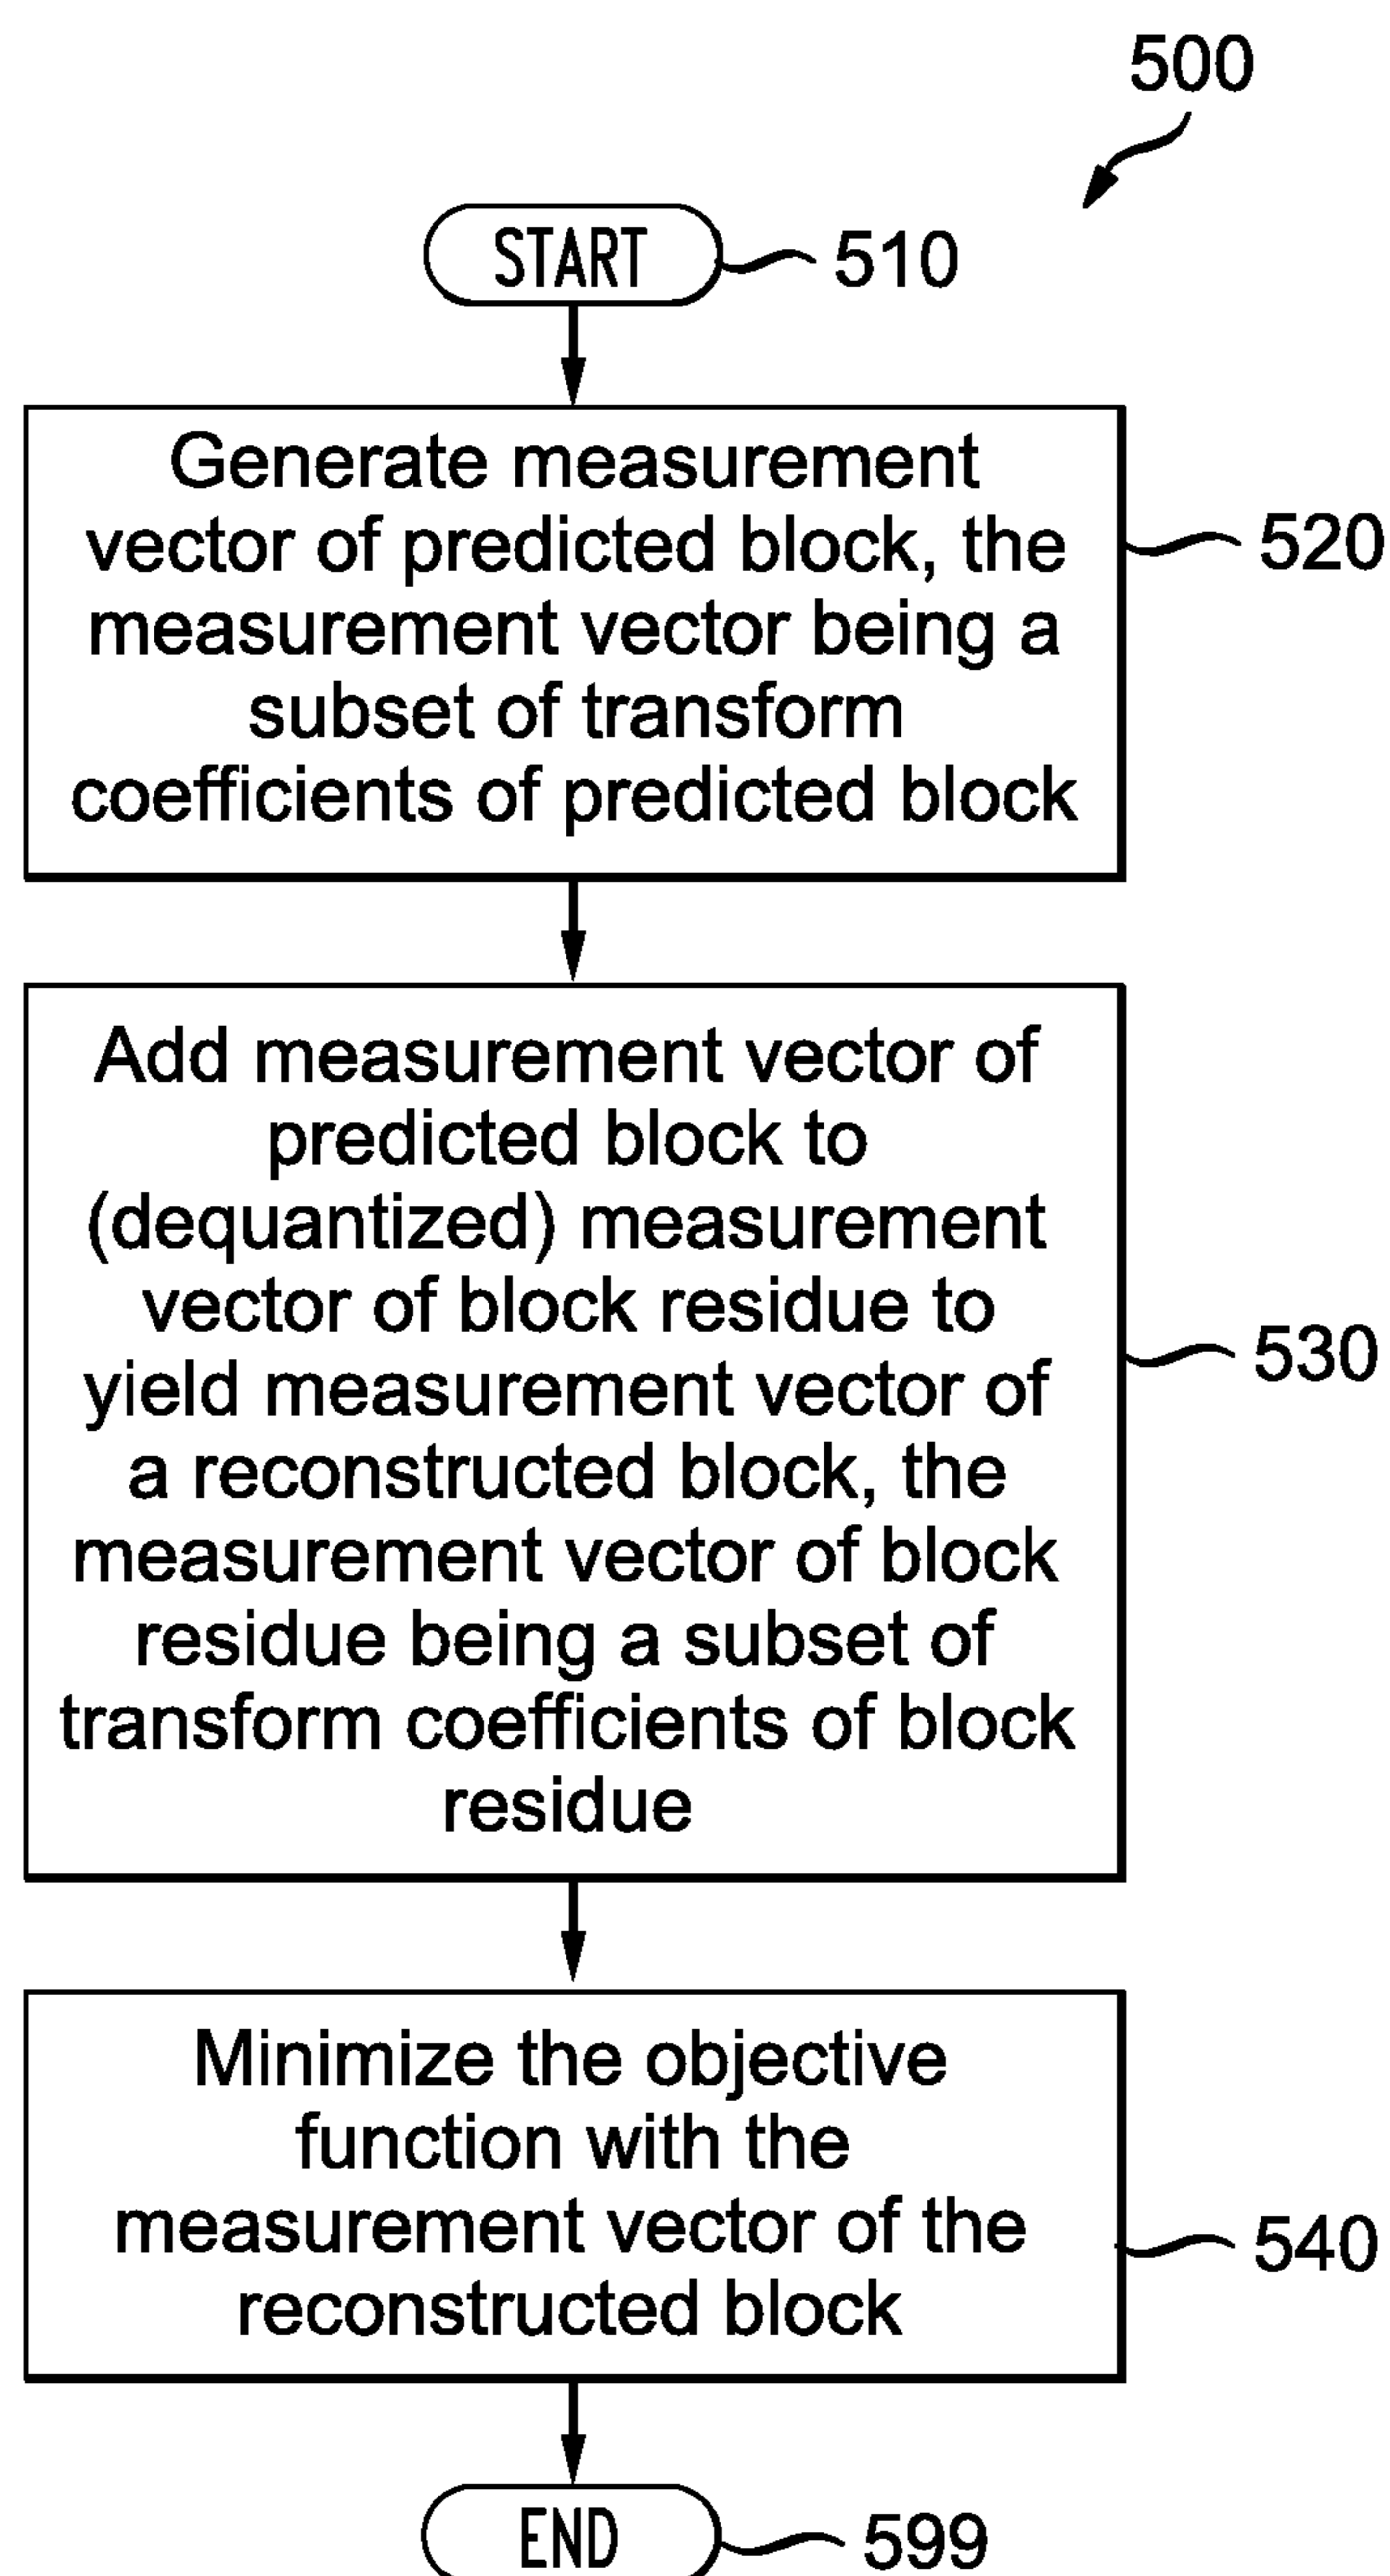 500
START
510
Generate measurement
vector of predicted block, the
measurement vector being a
subset of transform
coefficients of predicted block
520
Add measurement vector of
predicted block to
(dequantized) measurement
vector of block residue to
yield measurement vector of
a reconstructed block, the
measurement vector of block
residue being a subset of
transform coefficients of block
residue
530
Minimize the objective
function with the
measurement vector of the
reconstructed block
540
END
599